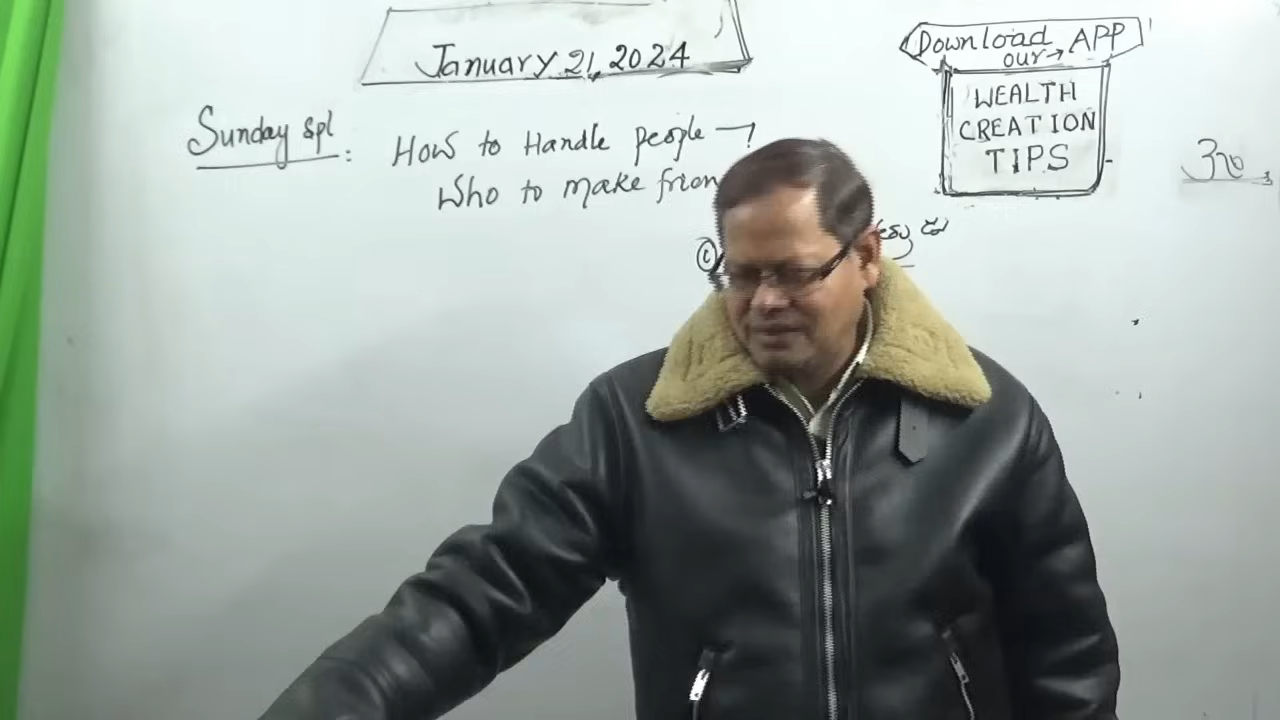 January 21, 2024
Download
our → APP
WEALTH
CREATION
TIPS
Sunday spl :
How to Handle people →
Who to make
©